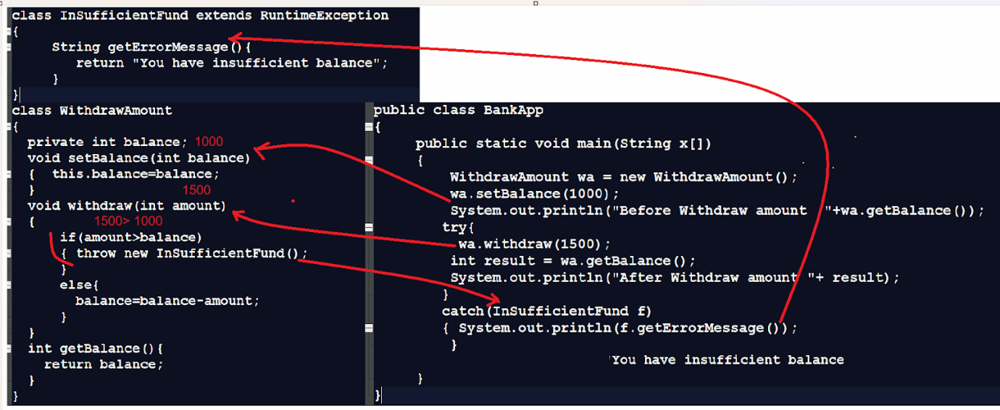 class InSufficientFund extends RuntimeException
{
String getErrorMessage(){
return "You have insufficient balance";
}
}
class WithdrawAmount
{
private int balance; 1000
void setBalance(int balance)
{ this.balance=balance;
}
1500
void withdraw(int amount)
{ 1500> 1000
if(amount>balance)
{ throw new InSufficientFund();
}
else{
balance=balance-amount;
}
}
int getBalance(){
return balance;
}
}
public class BankApp
{
public static void main(String x[])
{
WithdrawAmount wa = new WithdrawAmount();
wa.setBalance(1000);
System.out.println("Before Withdraw amount "+wa.getBalance());
try{
wa.withdraw(1500);
int result = wa.getBalance();
System.out.println("After Withdraw amount "+ result);
}
catch(InSufficientFund f)
{ System.out.println(f.getErrorMessage());
}
You have insufficient balance
}
}